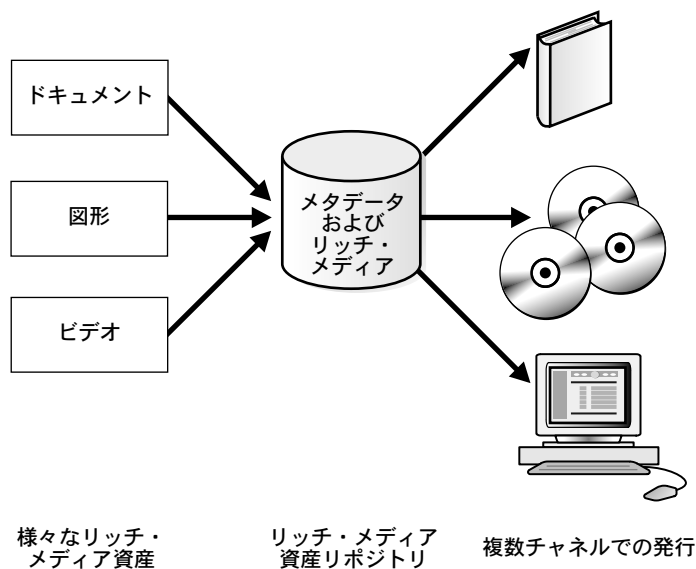 ドキュメント
図形
ビデオ
メタデータ
および
リッチ・
メディア
様々なリッチ・
メディア資産
リッチ・メディア
資産リポジトリ
複数チャネルでの発行